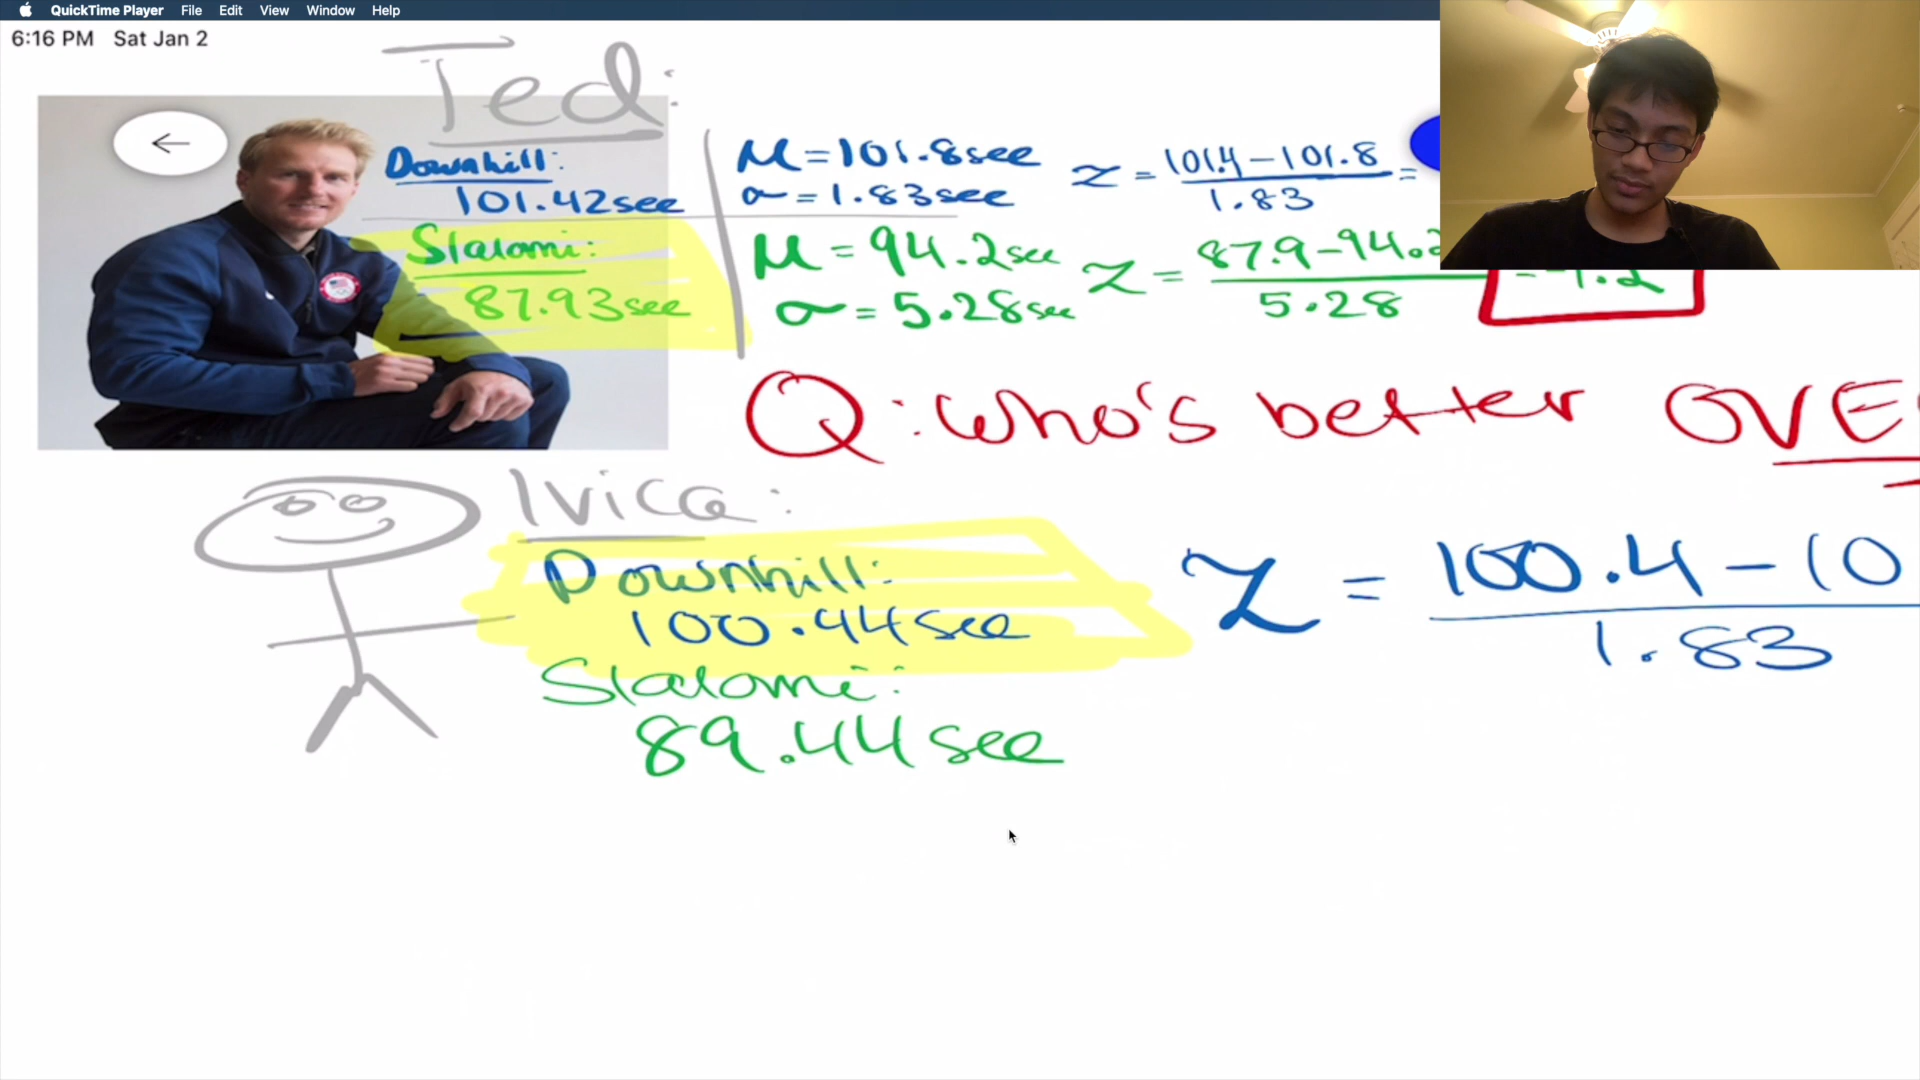 QuickTime Player File Edit View Window Help
6:16 PM Sat Jan 2
Ted:
Downhill:
101.42sec
Slalom:
87.93sec
μ = 101.8sec
σ = 1.83sec
z = 101.4 - 101.8 =
1.83
μ = 94.2sec
σ = 5.28sec
z = 87.9 - 94.2
5.28
Q: Who's better OVE
Ivica:
Downhill:
100.44sec
Slalom:
89.44sec
z = 100.4 - 10
1.83